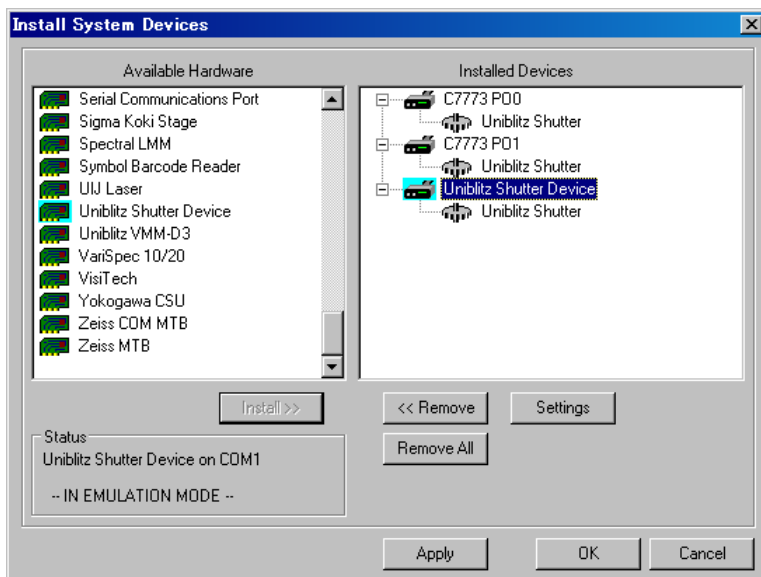 Install System Devices
Available Hardware
Serial Communications Port
Sigma Koki Stage
Spectral LMM
Symbol Barcode Reader
UIJ Laser
Uniblitz Shutter Device
Uniblitz VMM-D3
VariSpec 10/20
VisiTech
Yokogawa CSU
Zeiss COM MTB
Zeiss MTB
Install >>
Status
Uniblitz Shutter Device on COM1
-- IN EMULATION MODE --
Installed Devices
C7773 PO0
Uniblitz Shutter
C7773 PO1
Uniblitz Shutter
Uniblitz Shutter Device
Uniblitz Shutter
<< Remove
Settings
Remove All
Apply
OK
Cancel